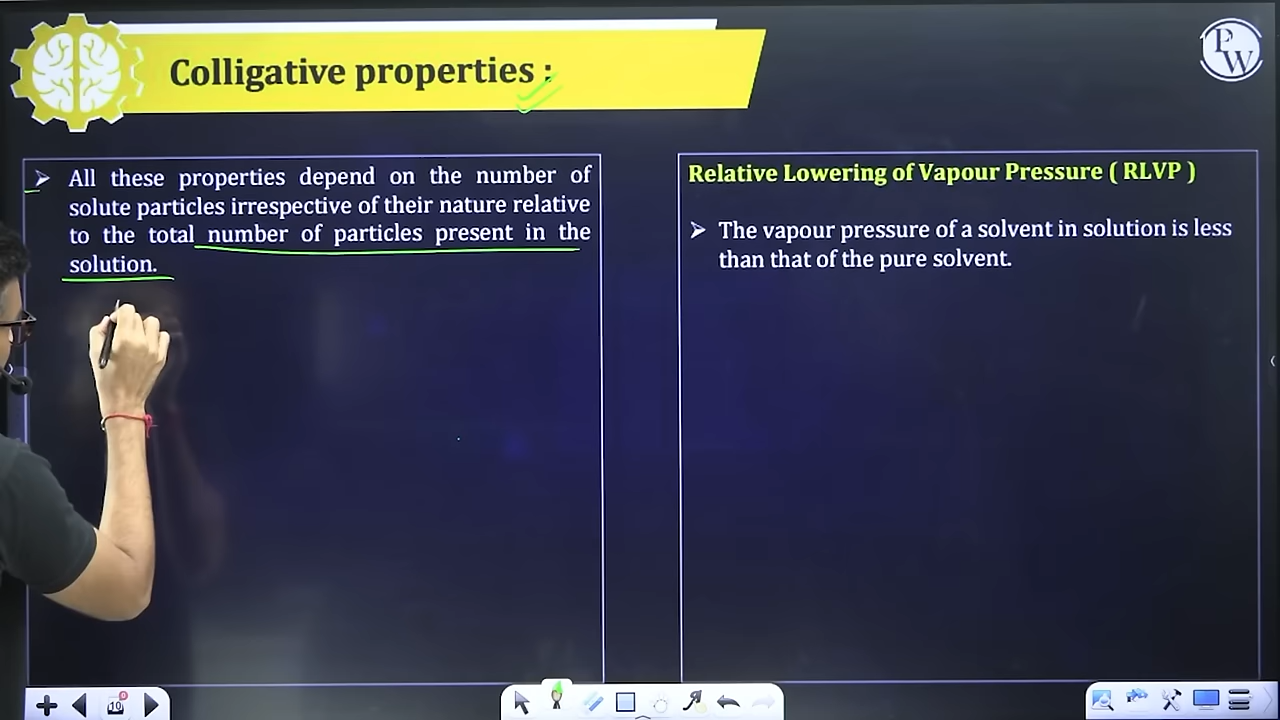 Colligative properties :
PW
All these properties depend on the number of
solute particles irrespective of their nature relative
to the total number of particles present in the
solution.
Relative Lowering of Vapour Pressure ( RLVP )
The vapour pressure of a solvent in solution is less
than that of the pure solvent.
10